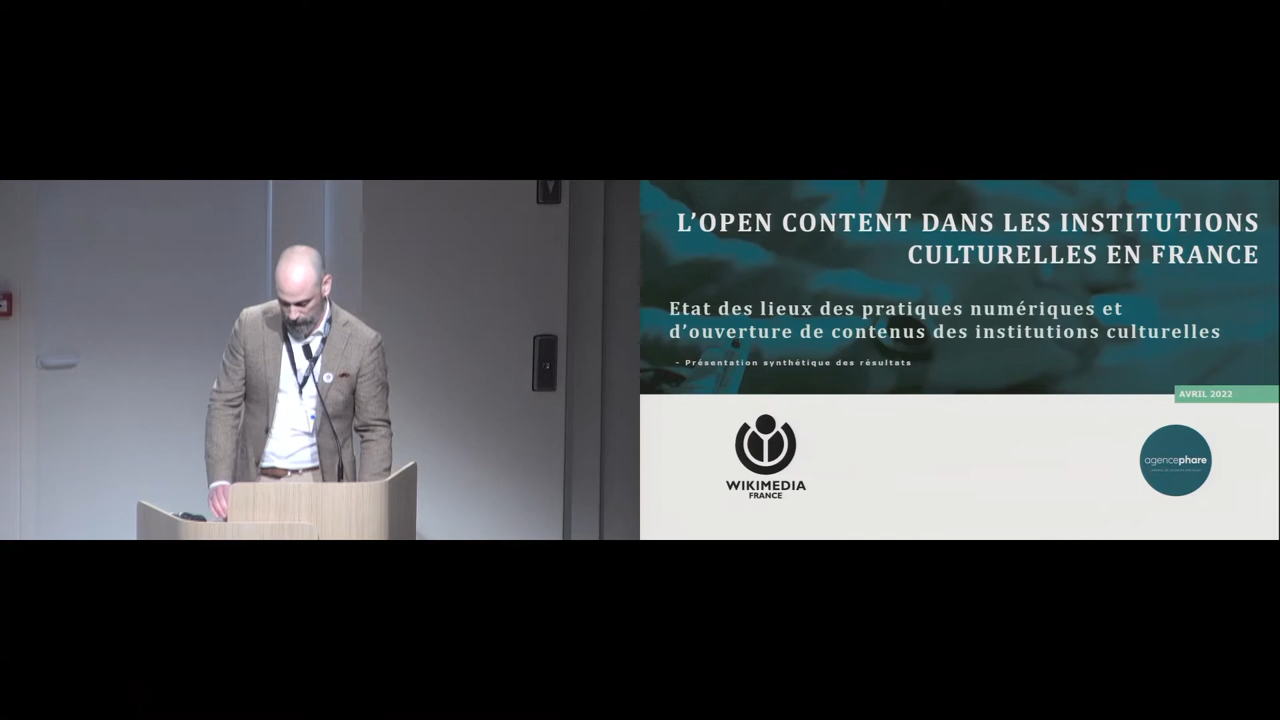 L'OPEN CONTENT DANS LES INSTITUTIONS
CULTURELLES EN FRANCE
Etat des lieux des pratiques numériques et
d'ouverture de contenus des institutions culturelles
- Présentation synthétique des résultats
AVRIL 2022
WIKIMEDIA
FRANCE
agencephare